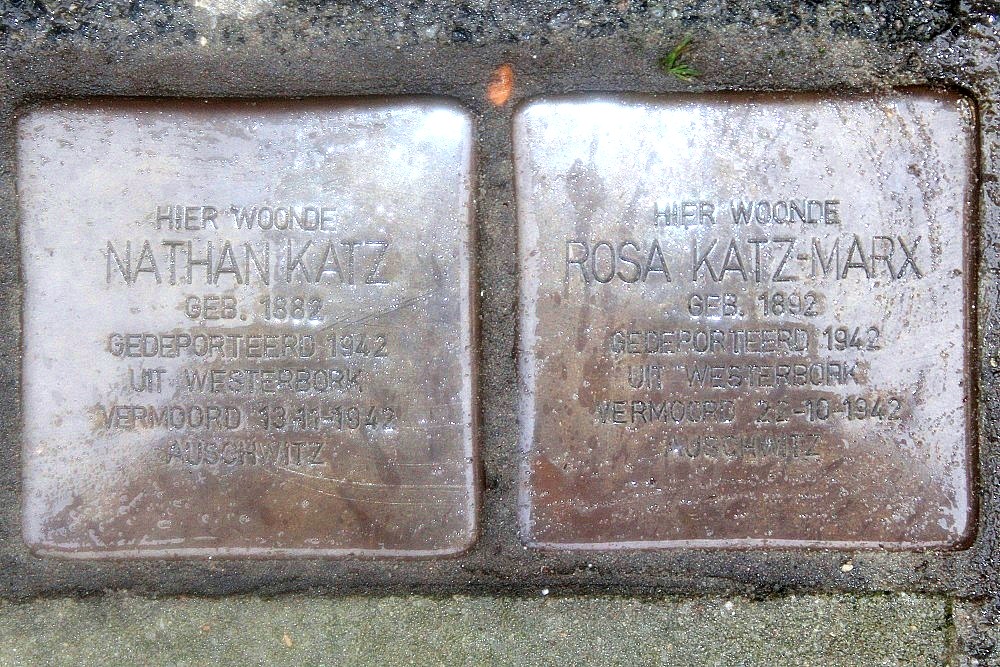 HIER WOONDE
NATHAN KATZ
GEB. 1882
GEDEPORTEERD 1942
UIT WESTERBORK
VERMOORD 13-11-1942
AUSCHWITZ
HIER WOONDE
ROSA KATZ-MARX
GEB. 1892
GEDEPORTEERD 1942
UIT WESTERBORK
VERMOORD 22-10-1942
AUSCHWITZ